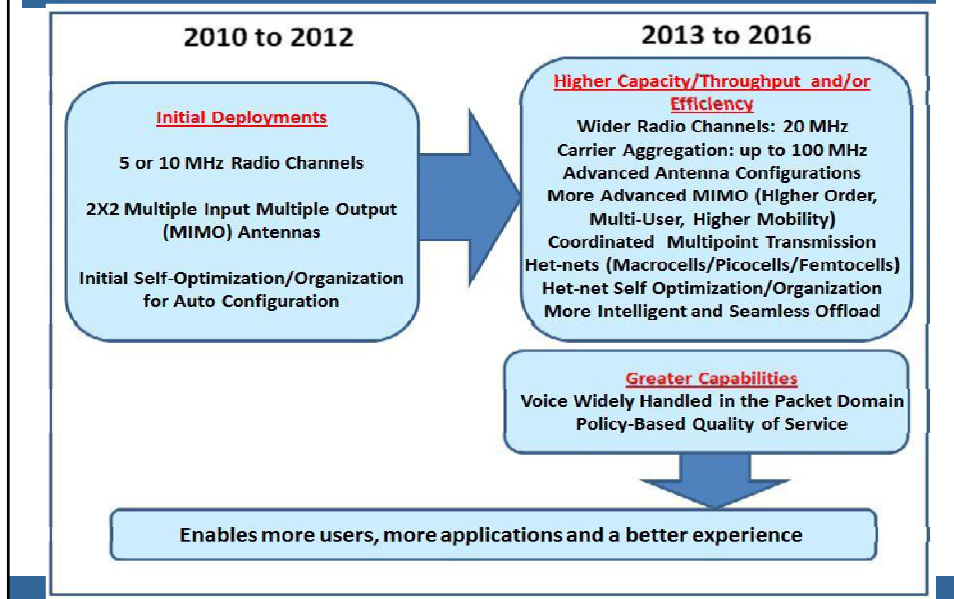 2010 to 2012
Initial Deployments
5 or 10 MHz Radio Channels
2X2 Multiple Input Multiple Output
(MIMO) Antennas
Initial Self-Optimization/Organization
for Auto Configuration
2013 to 2016
Higher Capacity/Throughput and/or
Efficiency
Wider Radio Channels: 20 MHz
Carrier Aggregation: up to 100 MHz
Advanced Antenna Configurations
More Advanced MIMO (Higher Order,
Multi-User, Higher Mobility)
Coordinated Multipoint Transmission
Het-nets (Macrocells/Picocells/Femtocells)
Het-net Self Optimization/Organization
More Intelligent and Seamless Offload
Greater Capabilities
Voice Widely Handled in the Packet Domain
Policy-Based Quality of Service
Enables more users, more applications and a better experience